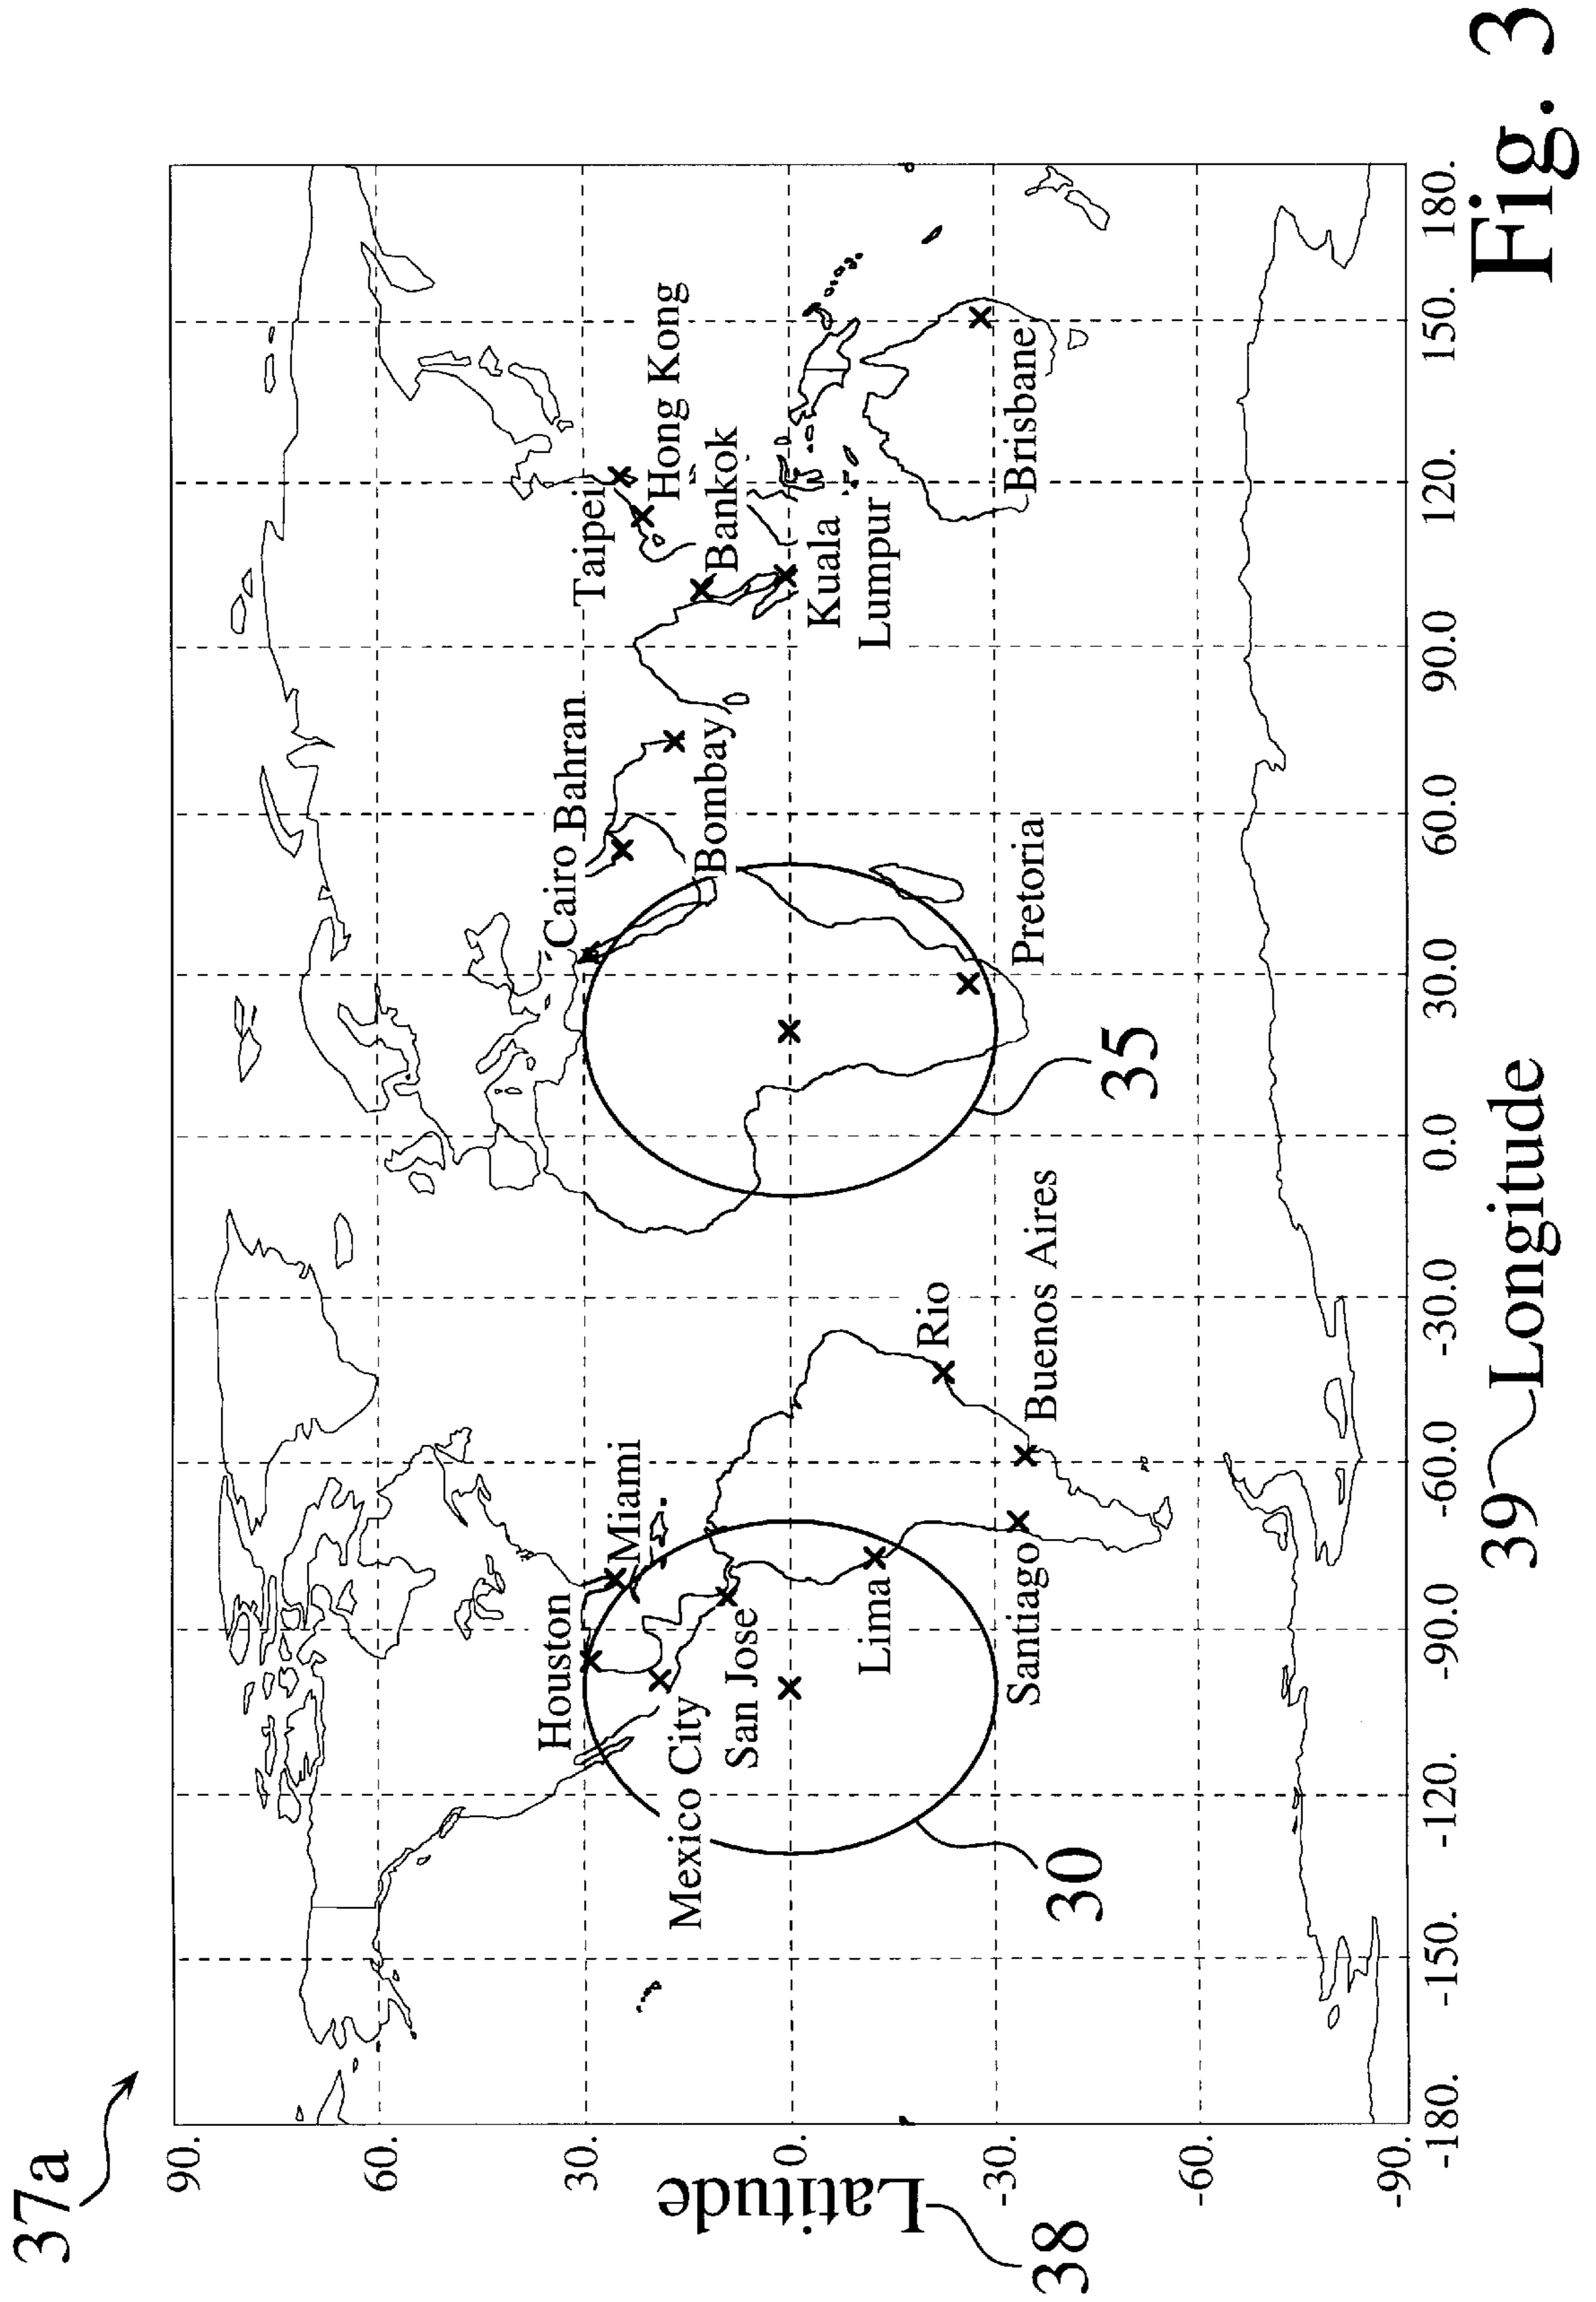 37a
90.
60.
30.
0.
-30.
-60.
-90.
Latitude
38
-180.
-150.
-120.
-90.0
-60.0
-30.0
0.0
30.0
60.0
90.0
120.
150.
180.
39 Longitude
Houston
Miami
Mexico City
San Jose
Lima
Santiago
Buenos Aires
Rio
30
Cairo Bahran
Bombay
Pretoria
35
Taipei
Hong Kong
Bankok
Kuala
Lumpur
Brisbane
Fig. 3